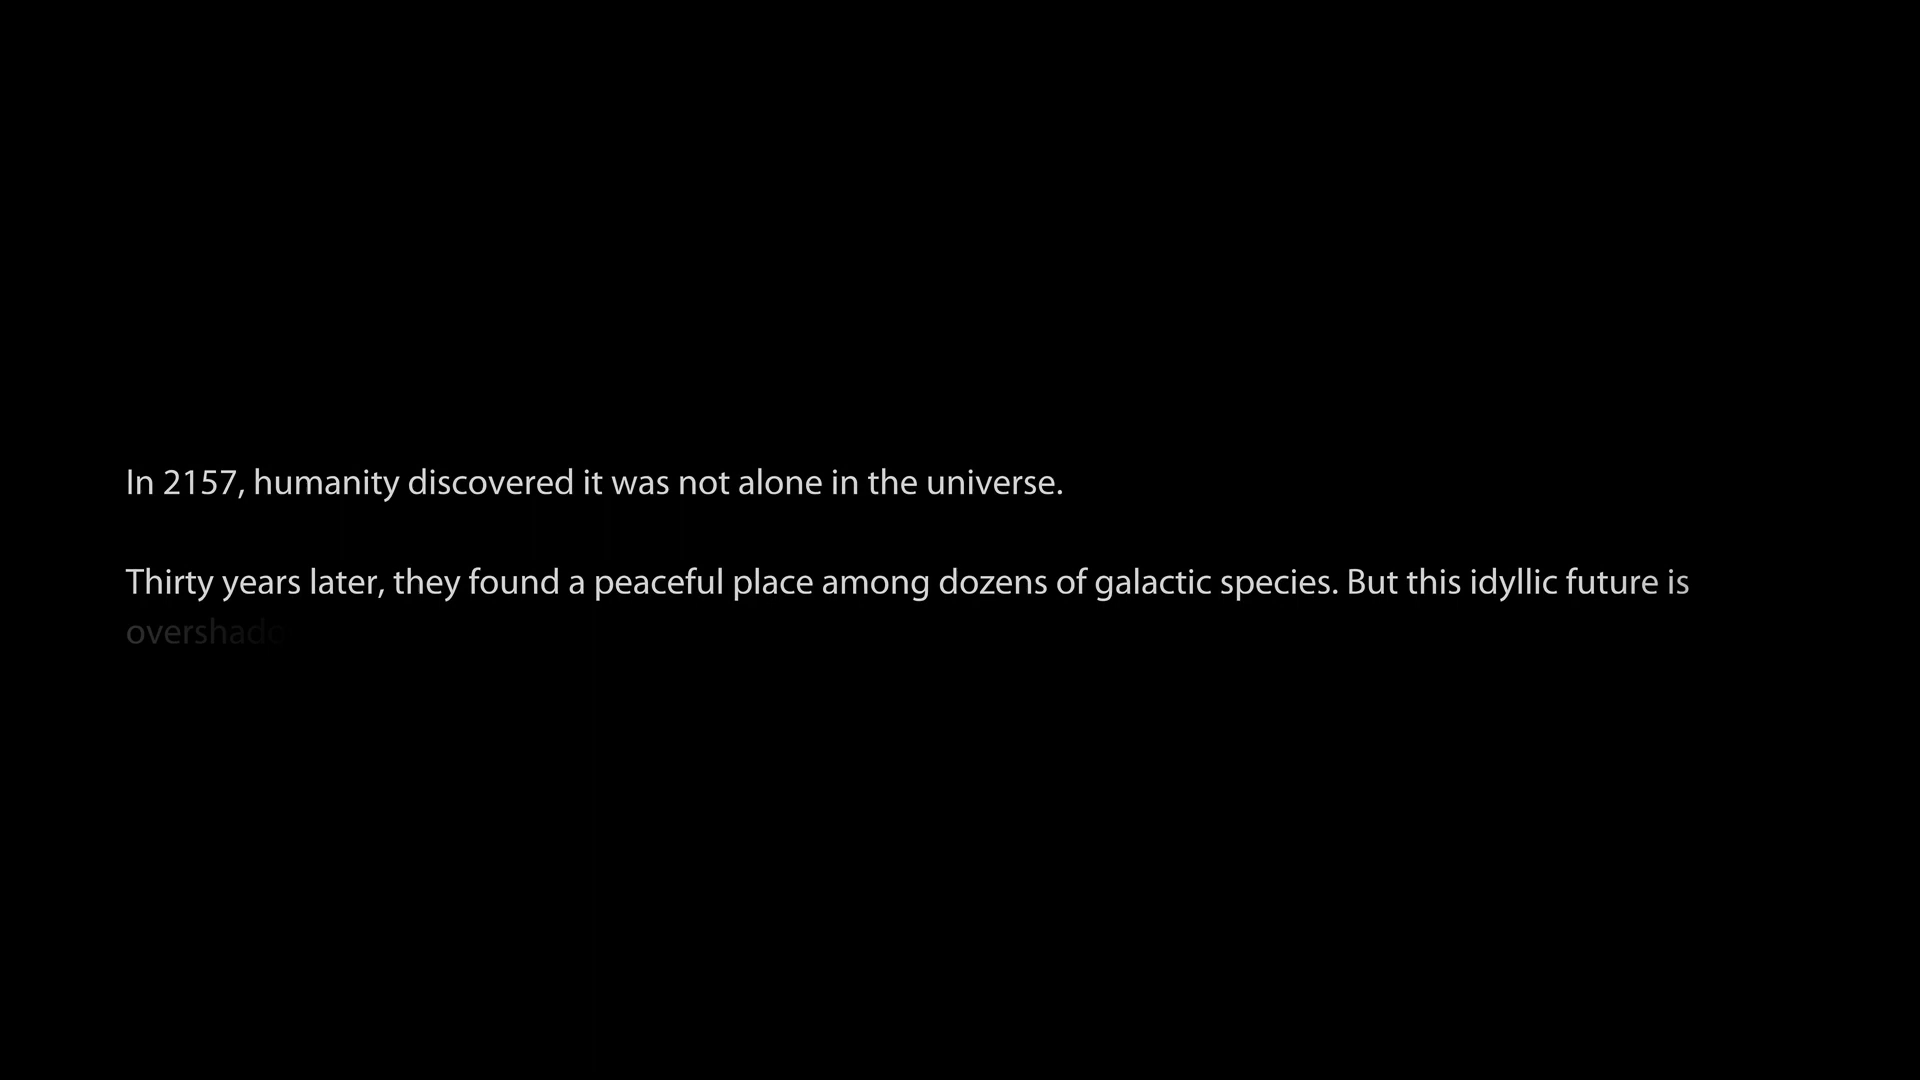 In 2157, humanity discovered it was not alone in the universe.
Thirty years later, they found a peaceful place among dozens of galactic species. But this idyllic future is
overshado